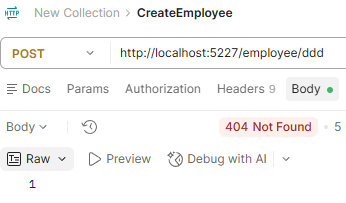 HTTP New Collection > CreateEmployee
POST http://localhost:5227/employee/ddd
Docs Params Authorization Headers 9 Body
Body 404 Not Found • 5
Raw Preview Debug with AI
1